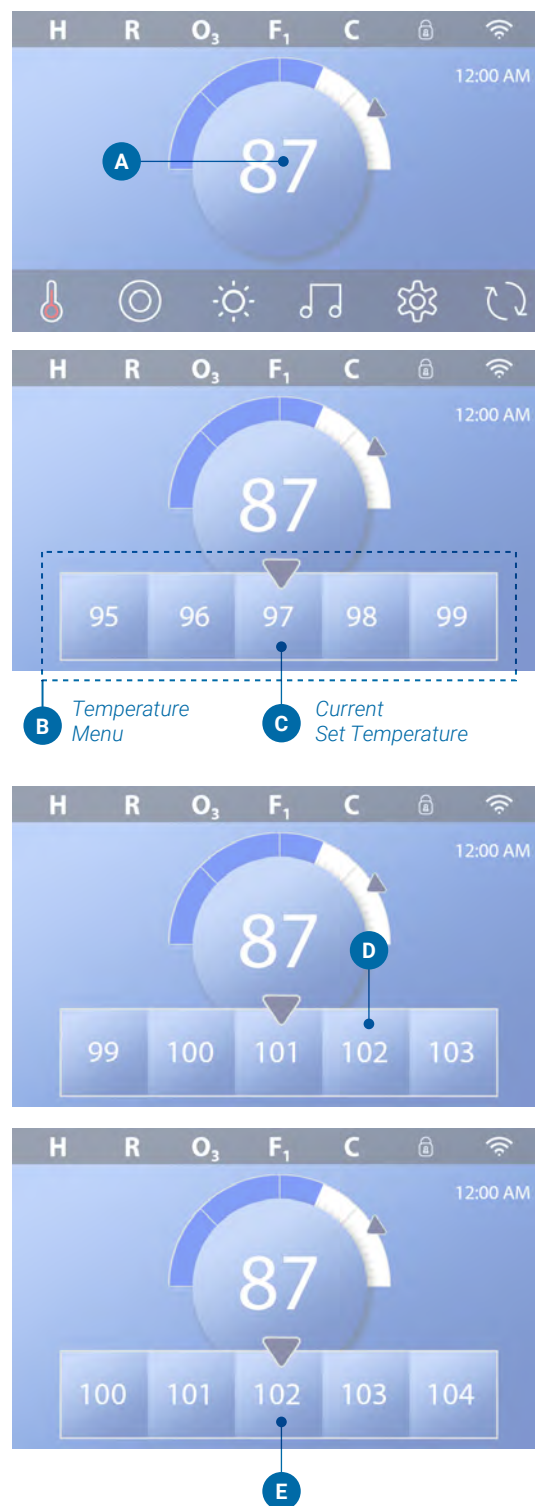 H R O₃ F₁ C
12:00 AM
A
87
H R O₃ F₁ C
12:00 AM
87
95 96 97 98 99
B Temperature Menu
C Current Set Temperature
H R O₃ F₁ C
12:00 AM
87
D
99 100 101 102 103
H R O₃ F₁ C
12:00 AM
87
100 101 102 103 104
E